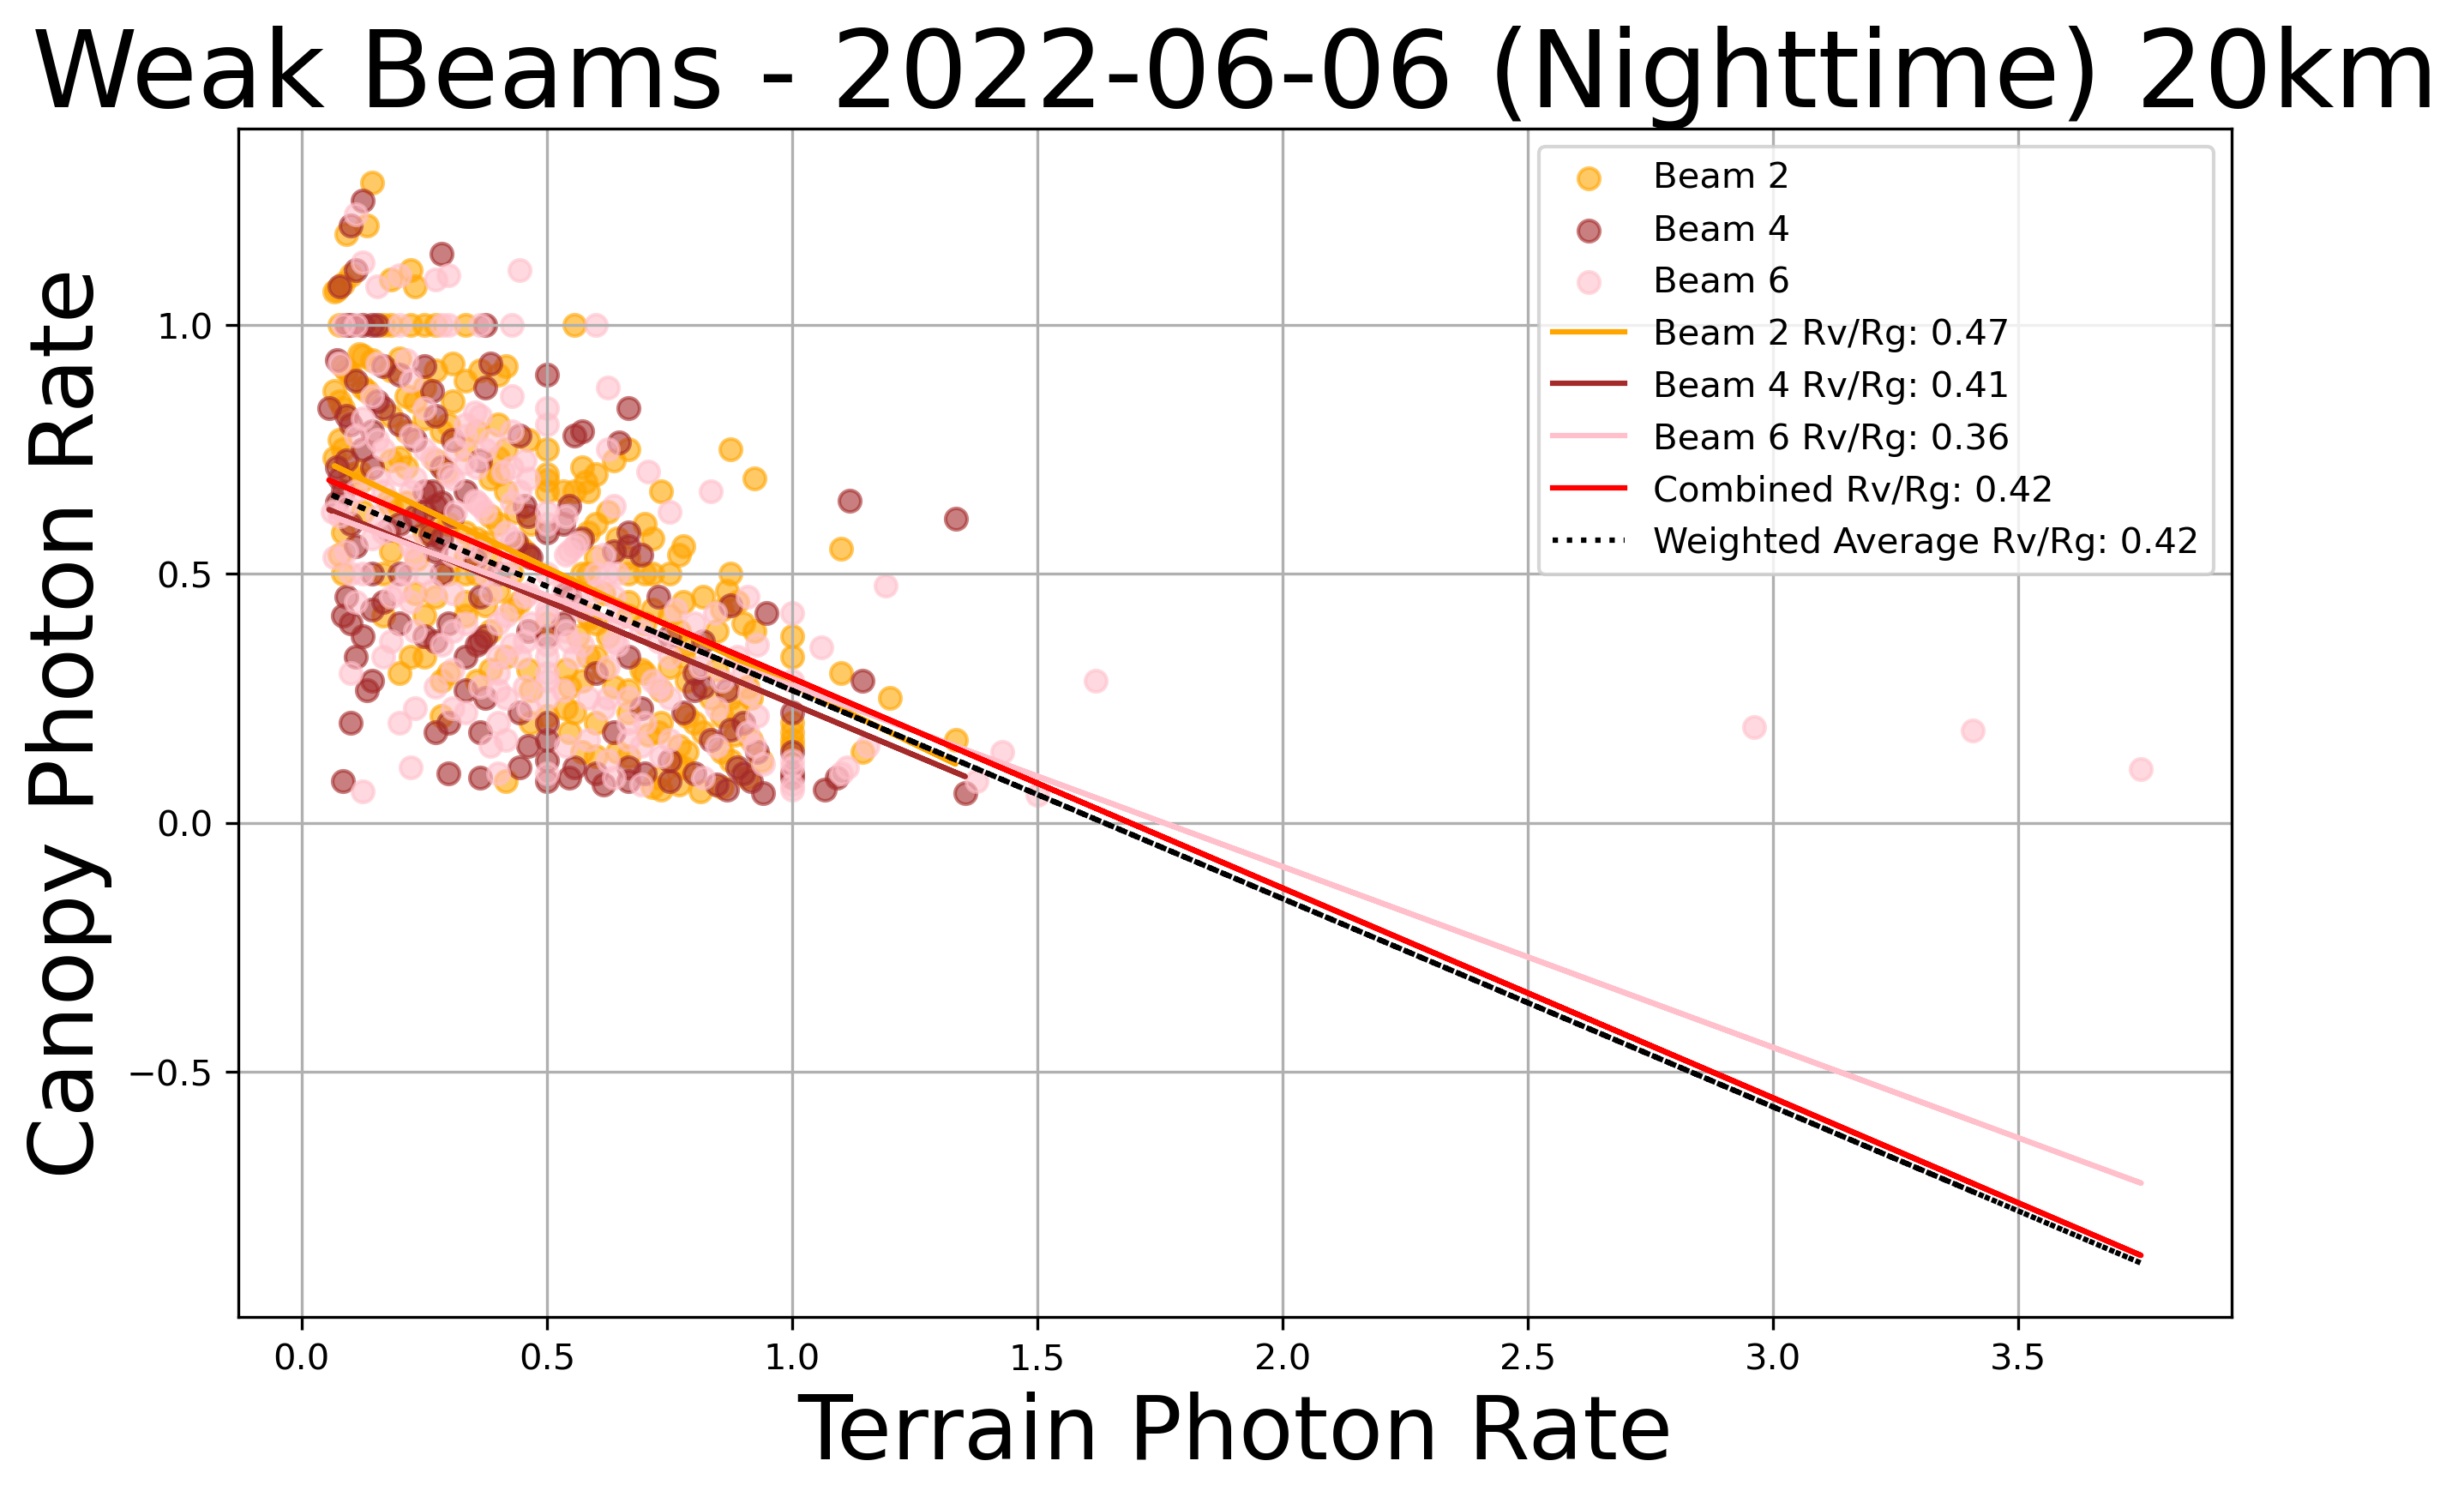 Weak Beams - 2022-06-06 (Nighttime) 20km
Canopy Photon Rate
1.0
0.5
0.0
−0.5
Beam 2
Beam 4
Beam 6
Beam 2 Rv/Rg: 0.47
Beam 4 Rv/Rg: 0.41
Beam 6 Rv/Rg: 0.36
Combined Rv/Rg: 0.42
Weighted Average Rv/Rg: 0.42
0.0 0.5 1.0 1.5 2.0 2.5 3.0 3.5
Terrain Photon Rate